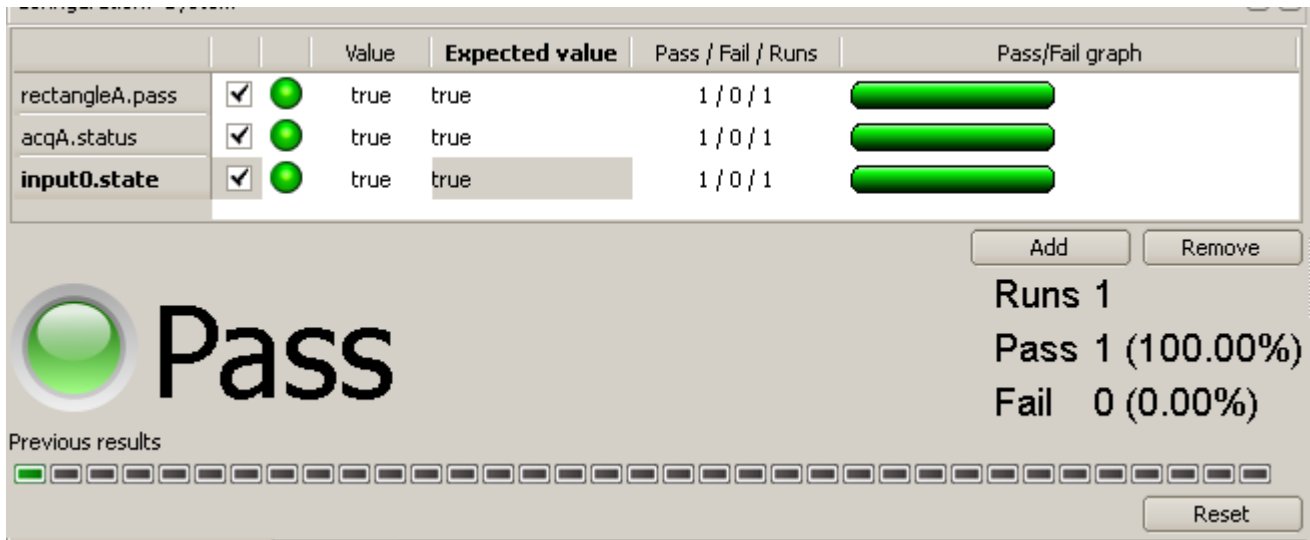 Value Expected value Pass / Fail / Runs Pass/Fail graph
rectangleA.pass true true 1 / 0 / 1
acqA.status true true 1 / 0 / 1
input0.state true true 1 / 0 / 1
Add Remove
Runs 1
Pass
Pass 1 (100.00%)
Fail 0 (0.00%)
Previous results
Reset